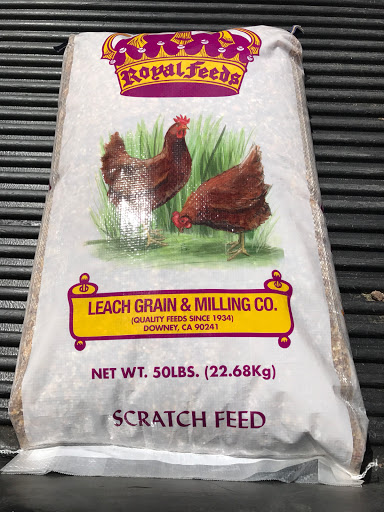 Royal Feeds
LEACH GRAIN & MILLING CO.
(QUALITY FEEDS SINCE 1934)
DOWNEY, CA 90241
NET WT. 50LBS. (22.68Kg)
SCRATCH FEED